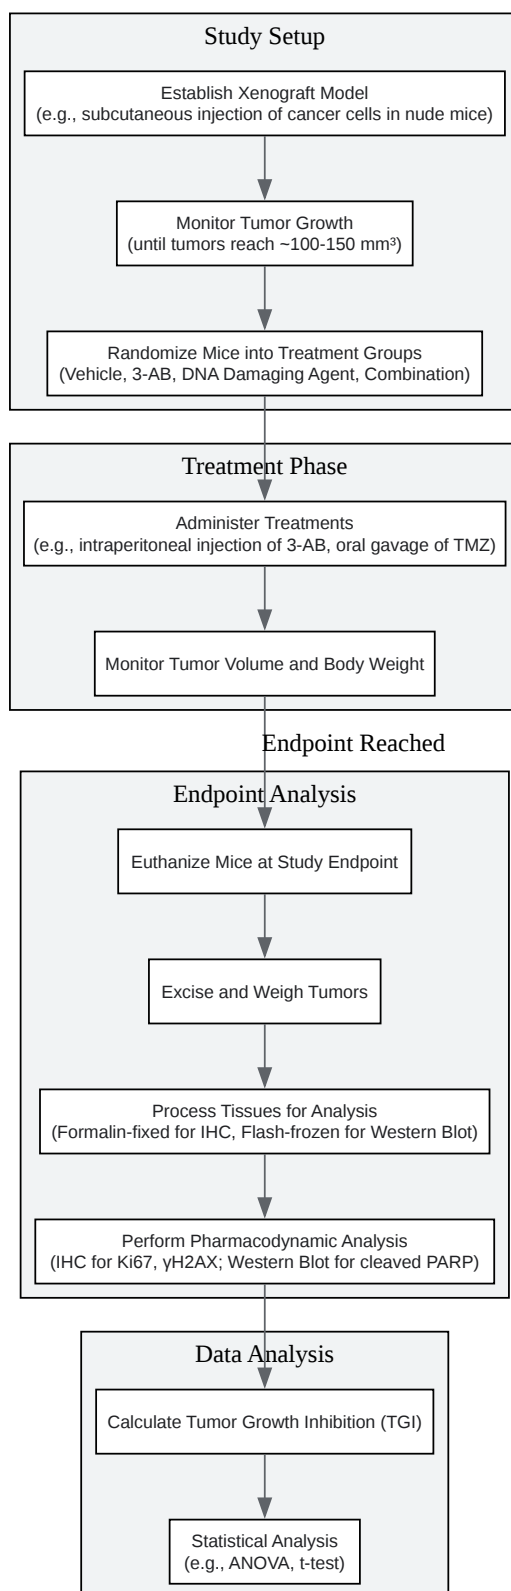 Study Setup
Establish Xenograft Model
(e.g., subcutaneous injection of cancer cells in nude mice)
Monitor Tumor Growth
(until tumors reach ~100-150 mm³)
Randomize Mice into Treatment Groups
(Vehicle, 3-AB, DNA Damaging Agent, Combination)
Treatment Phase
Administer Treatments
(e.g., intraperitoneal injection of 3-AB, oral gavage of TMZ)
Monitor Tumor Volume and Body Weight
Endpoint Reached
Endpoint Analysis
Euthanize Mice at Study Endpoint
Excise and Weigh Tumors
Process Tissues for Analysis
(Formalin-fixed for IHC, Flash-frozen for Western Blot)
Perform Pharmacodynamic Analysis
(IHC for Ki67, γH2AX; Western Blot for cleaved PARP)
Data Analysis
Calculate Tumor Growth Inhibition (TGI)
Statistical Analysis
(e.g., ANOVA, t-test)